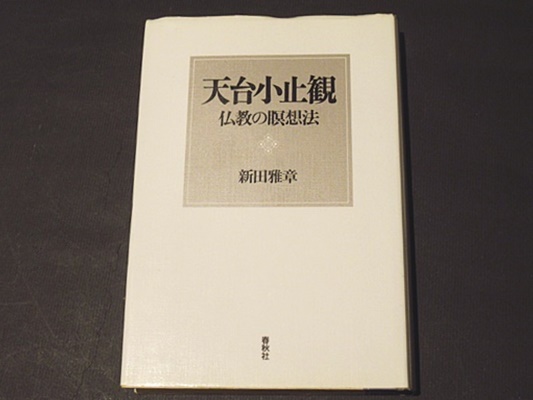 天台小止観
仏教の瞑想法
新田雅章
春秋社